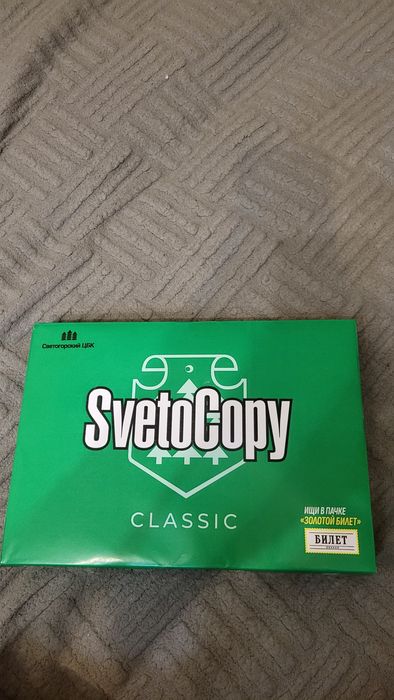 Светогорский ЦБК
SvetoCopy
CLASSIC
ИЩИ В ПАЧКЕ
«ЗОЛОТОЙ БИЛЕТ»
БИЛЕТ